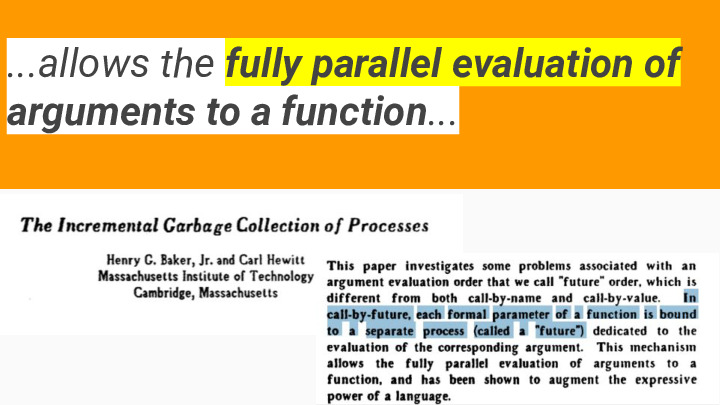 ...allows the fully parallel evaluation of
arguments to a function...
The Incremental Garbage Collection of Processes
Henry G. Baker, Jr. and Carl Hewitt
Massachusetts Institute of Technology
Cambridge, Massachusetts
This paper investigates some problems associated with an
argument evaluation order that we call "future" order, which is
different from both call-by-name and call-by-value. In
call-by-future, each formal parameter of a function is bound
to a separate process (called a "future") dedicated to the
evaluation of the corresponding argument. This mechanism
allows the fully parallel evaluation of arguments to a
function, and has been shown to augment the expressive
power of a language.